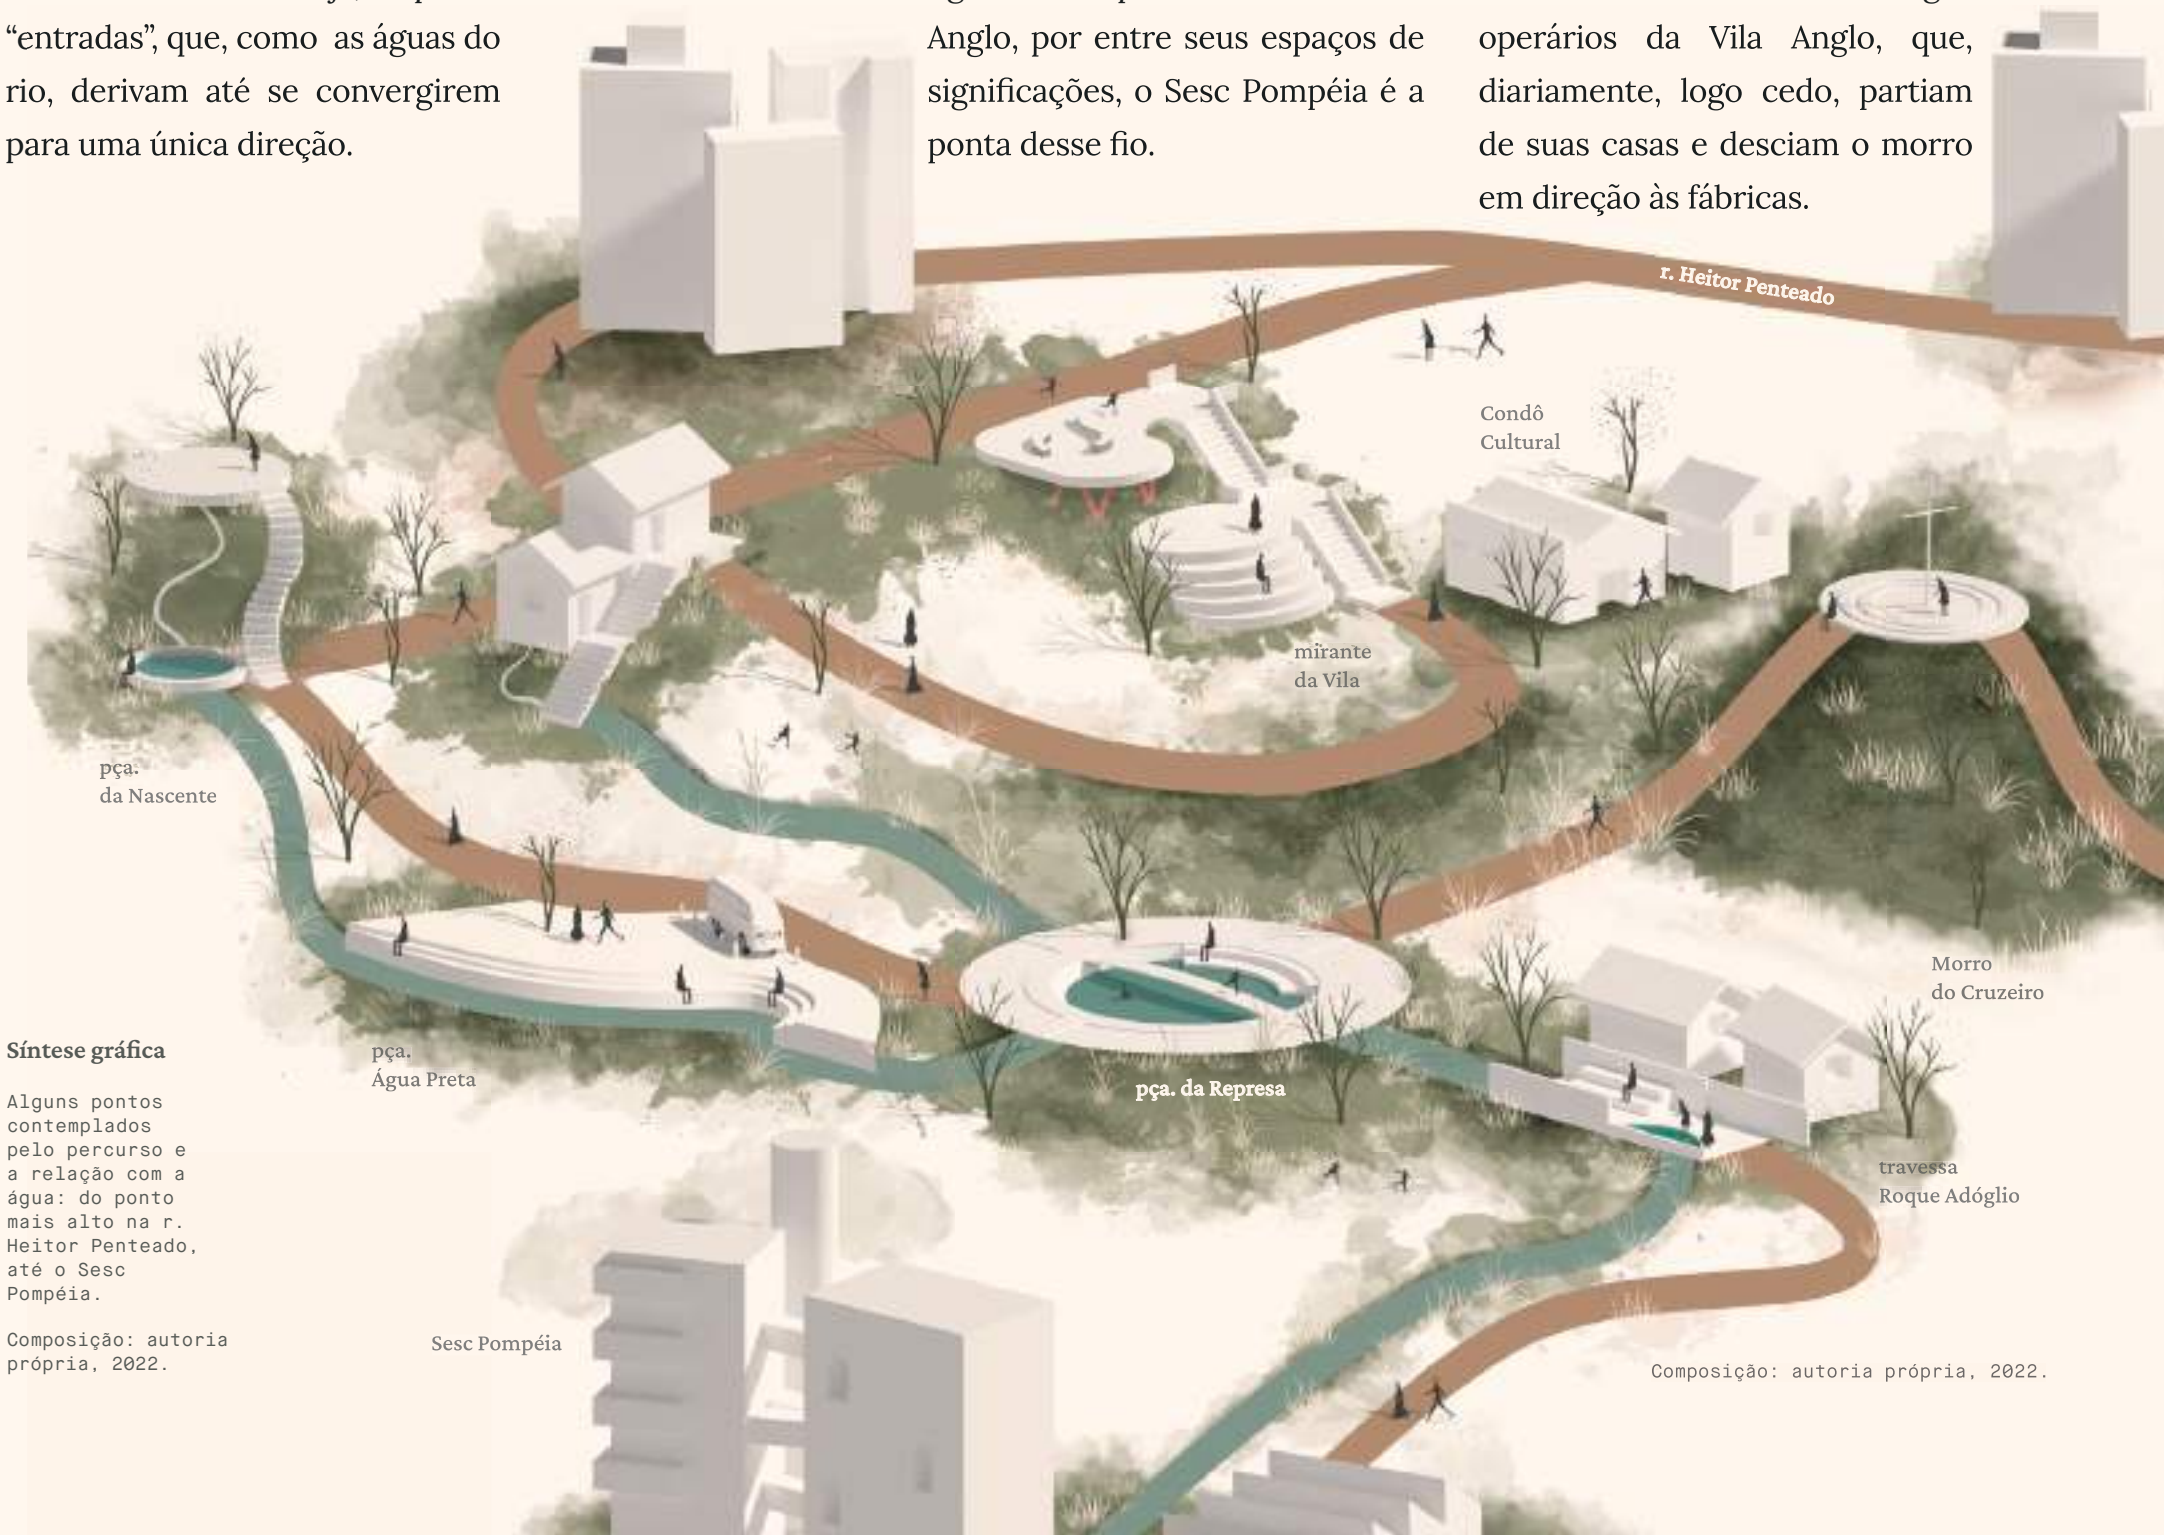 “entradas”, que, como as águas do
rio, derivam até se convergirem
para uma única direção.
Anglo, por entre seus espaços de
significações, o Sesc Pompéia é a
ponta desse fio.
operários da Vila Anglo, que,
diariamente, logo cedo, partiam
de suas casas e desciam o morro
em direção às fábricas.
r. Heitor Penteado
Condô
Cultural
mirante
da Vila
pça.
da Nascente
Morro
do Cruzeiro
Síntese gráfica
Alguns pontos
contemplados
pelo percurso e
a relação com a
água: do ponto
mais alto na r.
Heitor Penteado,
até o Sesc
Pompéia.
Composição: autoria
própria, 2022.
pça.
Água Preta
pça. da Represa
travessa
Roque Adóglio
Sesc Pompéia
Composição: autoria própria, 2022.